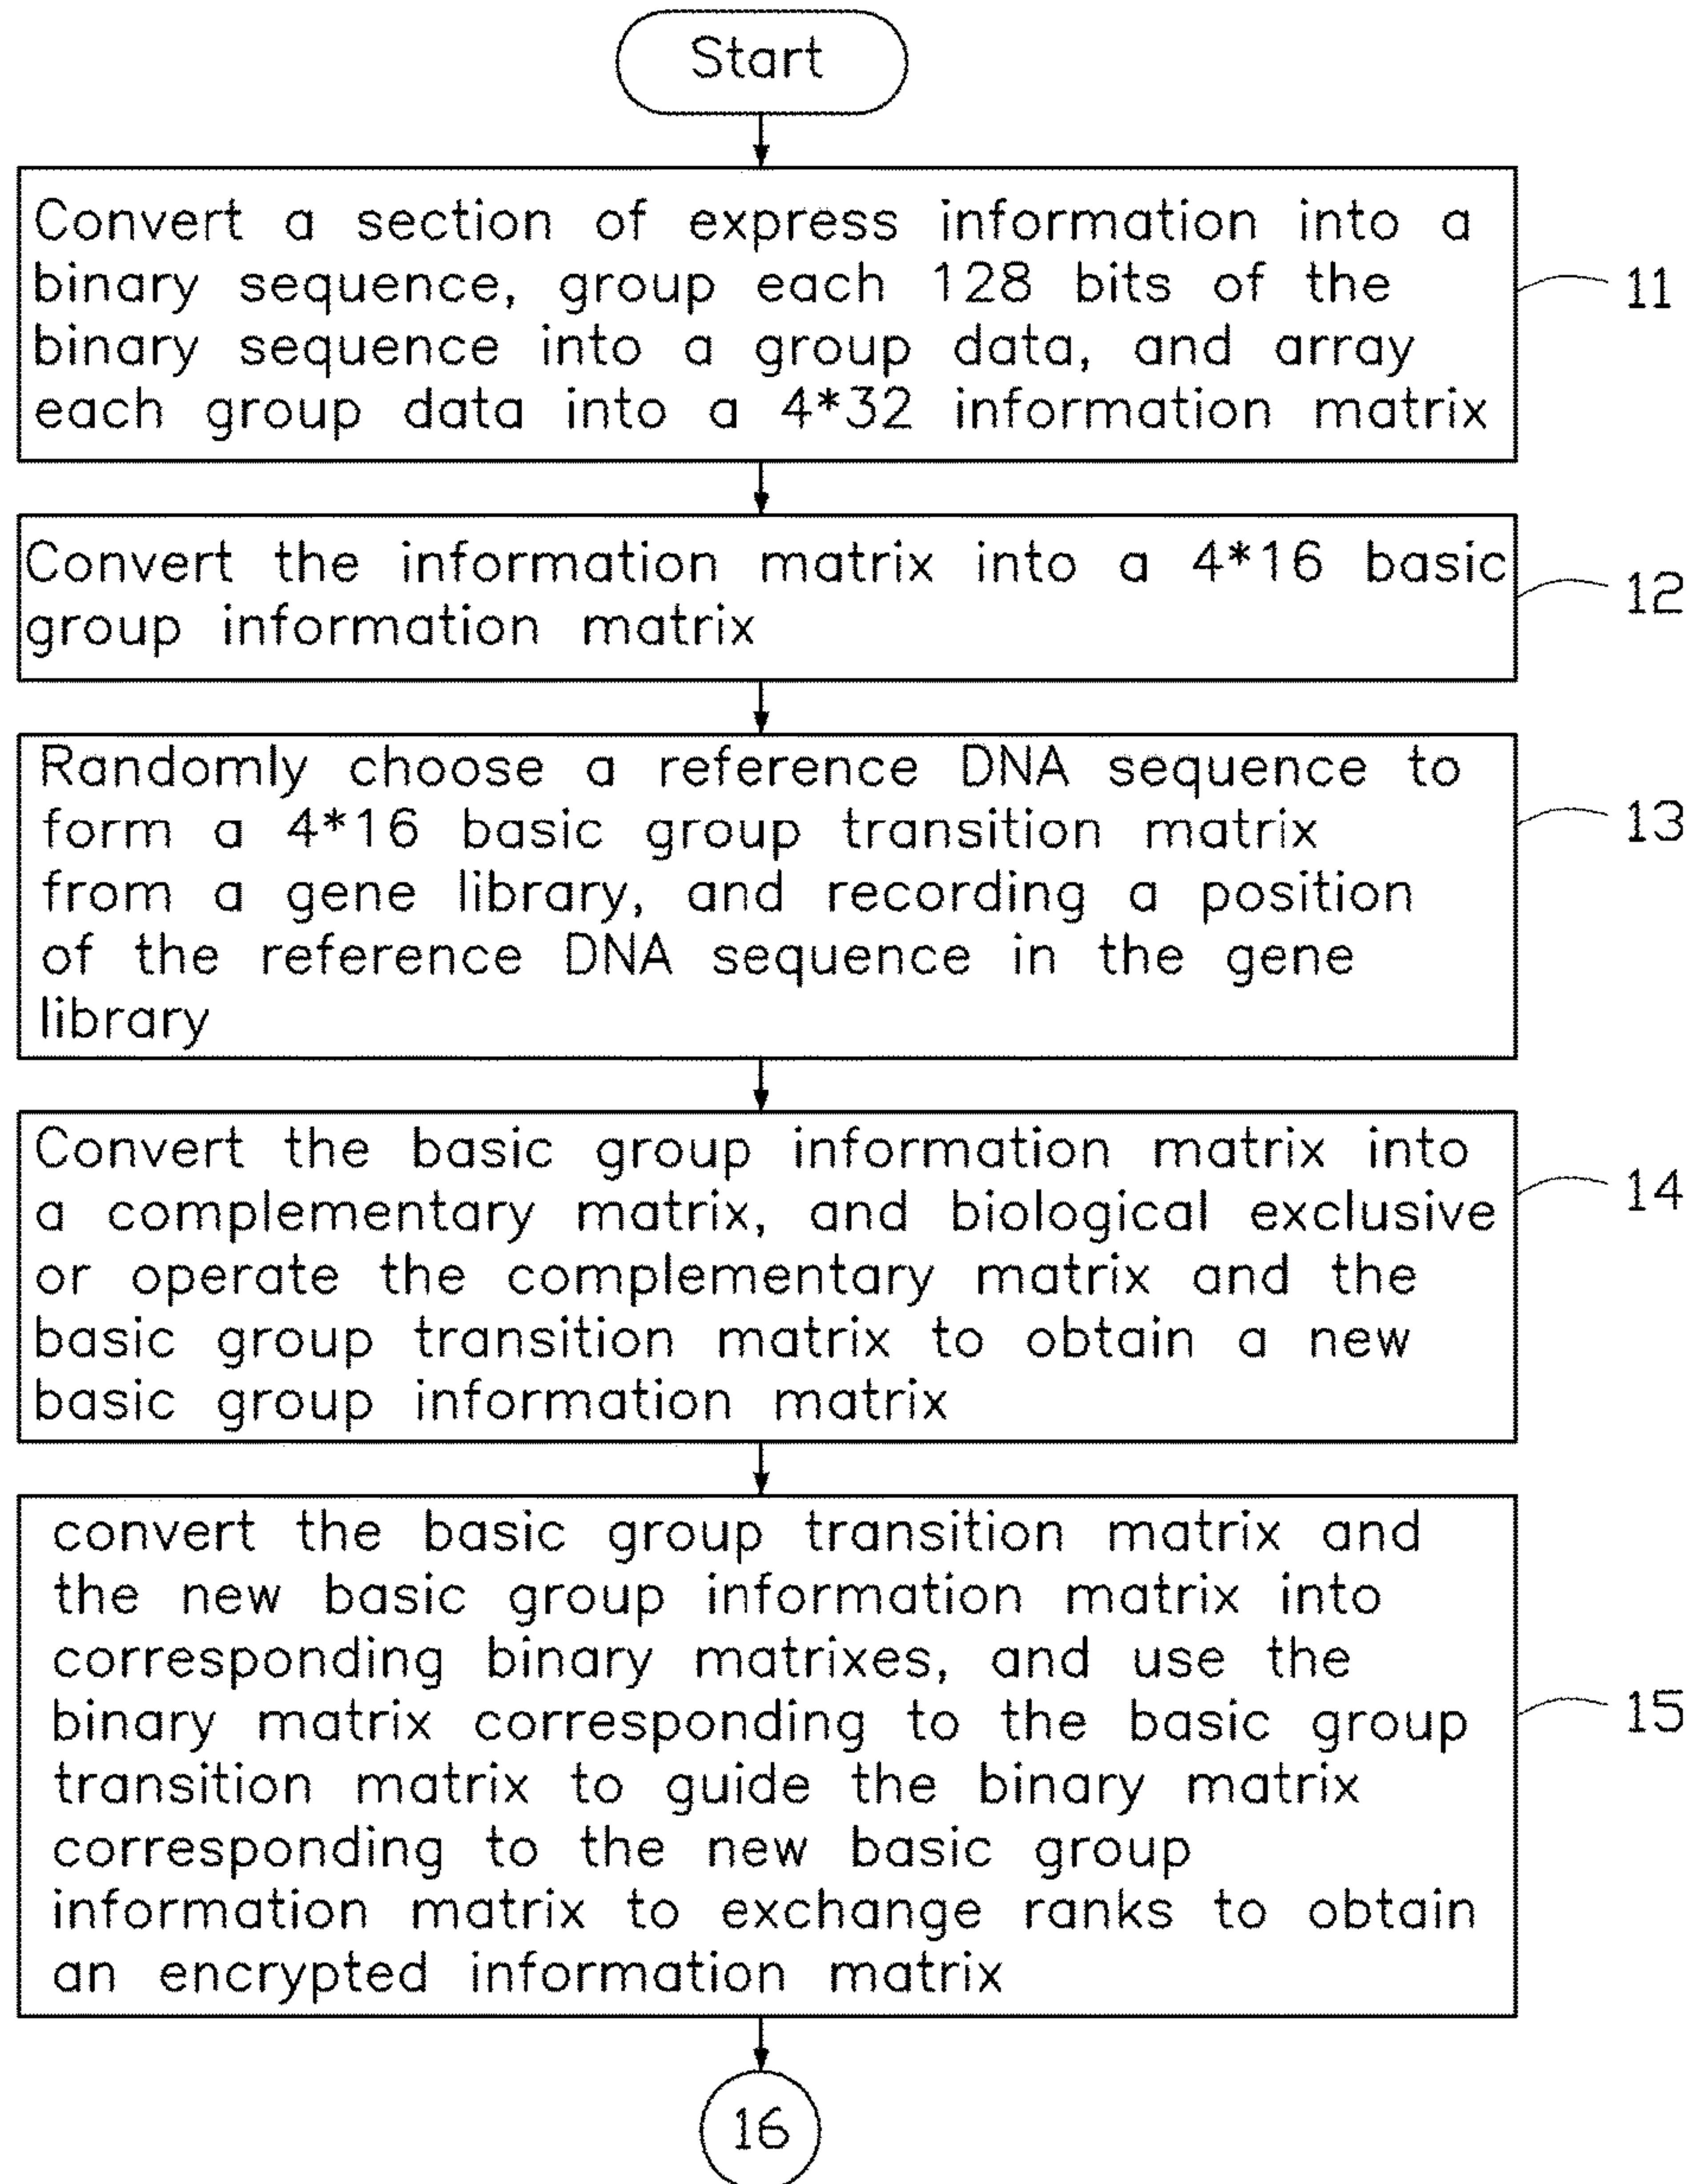 Start
Convert a section of express information into a
binary sequence, group each 128 bits of the
binary sequence into a group data, and array
each group data into a 4*32 information matrix
11
Convert the information matrix into a 4*16 basic
group information matrix
12
Randomly choose a reference DNA sequence to
form a 4*16 basic group transition matrix
from a gene library, and recording a position
of the reference DNA sequence in the gene
library
13
Convert the basic group information matrix into
a complementary matrix, and biological exclusive
or operate the complementary matrix and the
basic group transition matrix to obtain a new
basic group information matrix
14
convert the basic group transition matrix and
the new basic group information matrix into
corresponding binary matrixes, and use the
binary matrix corresponding to the basic group
transition matrix to guide the binary matrix
corresponding to the new basic group
information matrix to exchange ranks to obtain
an encrypted information matrix
15
16